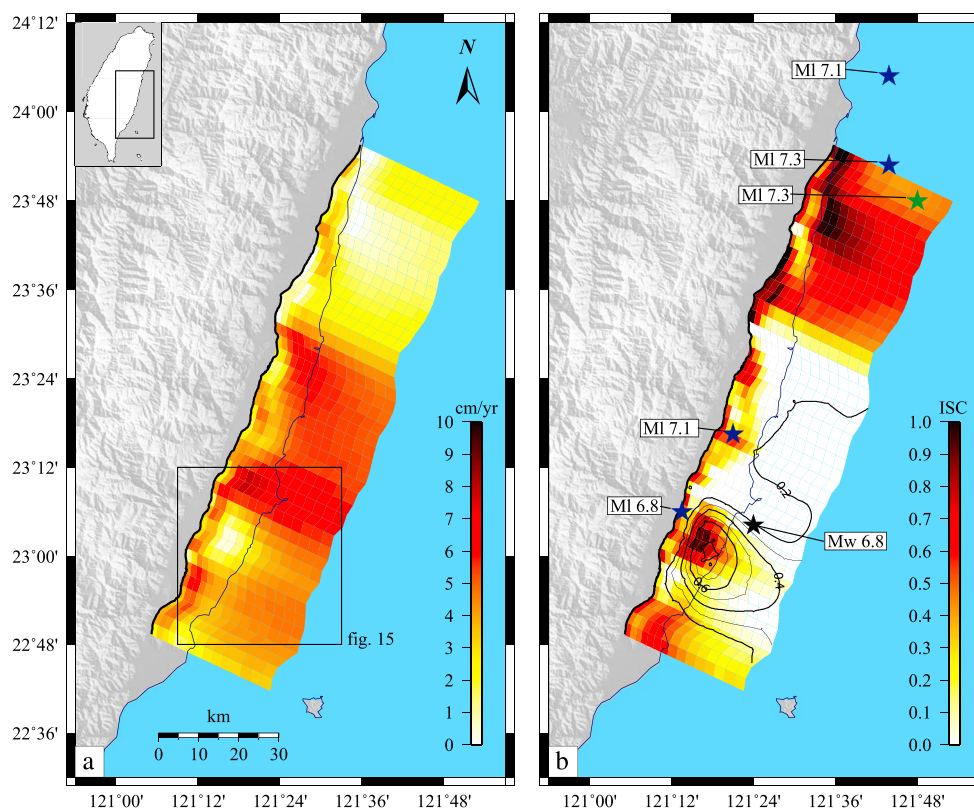 24˚12'
24˚00'
23˚48'
23˚36'
23˚24'
23˚12'
23˚00'
22˚48'
22˚36'
N
cm/yr
10
9
8
7
6
5
4
3
2
1
0
fig. 15
km
0 10 20 30
a
121˚00' 121˚12' 121˚24' 121˚36' 121˚48'
Ml 7.1
Ml 7.3
Ml 7.3
Ml 7.1
Ml 6.8
Mw 6.8
0.2
0.4
0.6
ISC
1.0
0.9
0.8
0.7
0.6
0.5
0.4
0.3
0.2
0.1
0.0
b
121˚00' 121˚12' 121˚24' 121˚36' 121˚48'